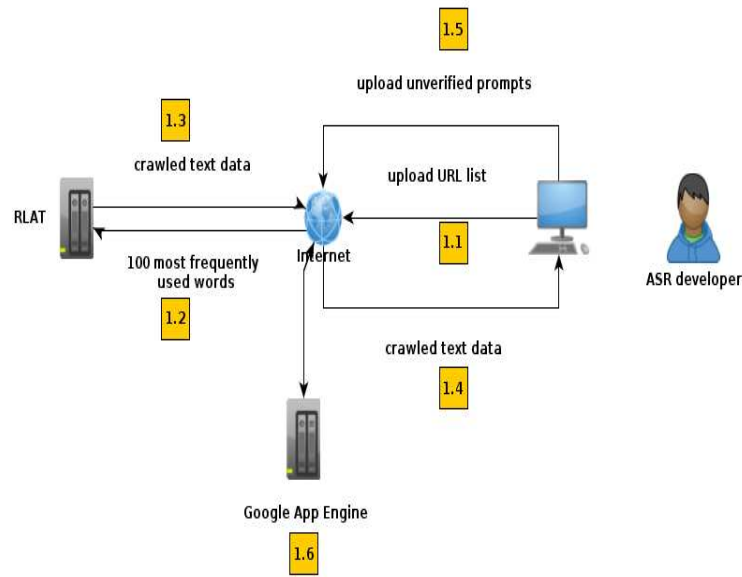 1.5
upload unverified prompts
1.3
crawled text data
upload URL list
RLAT
1.1
Internet
100 most frequently
used words
ASR developer
1.2
crawled text data
1.4
Google App Engine
1.6